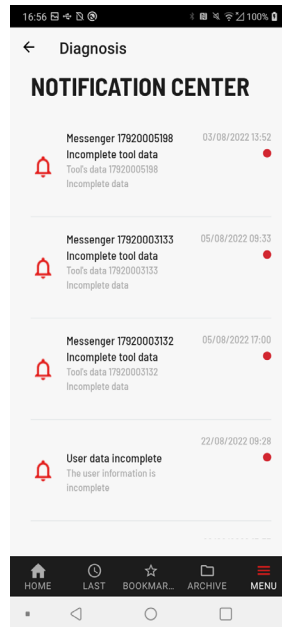 16:56 100%
Diagnosis
NOTIFICATION CENTER
Messenger 17920005198 03/08/2022 13:52
Incomplete tool data
Tool's data 17920005198
Incomplete data
Messenger 17920003133 05/08/2022 09:33
Incomplete tool data
Tool's data 17920003133
Incomplete data
Messenger 17920003132 05/08/2022 17:00
Incomplete tool data
Tool's data 17920003132
Incomplete data
22/08/2022 09:28
User data incomplete
The user information is
incomplete
HOME LAST BOOKMAR... ARCHIVE MENU